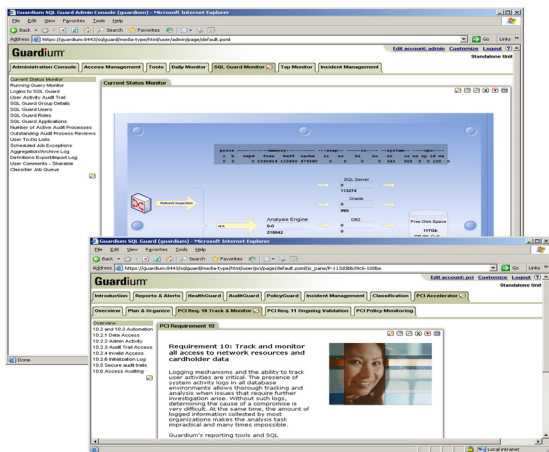 Guardium SQL Guard Admin Console (guardium) - Microsoft Internet Explorer
File Edit View Favorites Tools Help
Back Search Favorites
Address https://guardium:8443/sqlguard/media-type/html/user/admin/page/default.psml Go Links
Edit account: admin Customize Logout
Guardium
Standalone Unit
Administration Console Access Management Tools Daily Monitor SQL Guard Monitor Tap Monitor Incident Management
Current Status Monitor
Running Query Monitor
Logins to SQL Guard
User Activity Audit Trail
SQL Guard Group Details
SQL Guard Users
SQL Guard Roles
SQL Guard Applications
Number of Active Audit Processes
Outstanding Audit Process Reviews
User To-Do Lists
Scheduled Job Exceptions
Aggregation/Archive Log
Definitions Export/Import Log
User Comments - Sharable
Classifier Job Queue
Current Status Monitor
Network Inspection
N/A
Analysis Engine
0-0
218842
SQL Server
0
113274
Oracle
0
DB2
0
0
Free Disk Space
117Gb
Done
Guardium SQL Guard (guardium) - Microsoft Internet Explorer
File Edit View Favorites Tools Help
Back Search Favorites
Go Links
Edit account: pci Customize Logout
Guardium
Standalone Unit
Introduction Reports & Alerts HealthGuard AuditGuard PolicyGuard Incident Management Classification PCI Accelerator
Overview Plan & Organize PCI Req. 10 Track & Monitor PCI Req. 11 Ongoing Validation PCI Policy Monitoring
Overview
10.2 and 10.3 Automation
10.2.1 Data Access
10.2.2 Admin Activity
10.2.3 Audit Trail Access
10.2.4 Invalid Access
10.2.6 Initialization Log
10.5 Secure audit trails
10.6 Access Auditing
PCI Requirement 10
Requirement 10: Track and monitor
all access to network resources and
cardholder data
Logging mechanisms and the ability to track
user activities are critical. The presence of
system activity logs in all database
environments allows thorough tracking and
analysis when issues that require further
investigation arise. Without such logs,
determining the cause of a compromise is
very difficult. At the same time, the amount of
logged information collected by most
organizations makes the analysis task
impractical and many times impossible.
Guardium's reporting tools and SQL
Local intranet